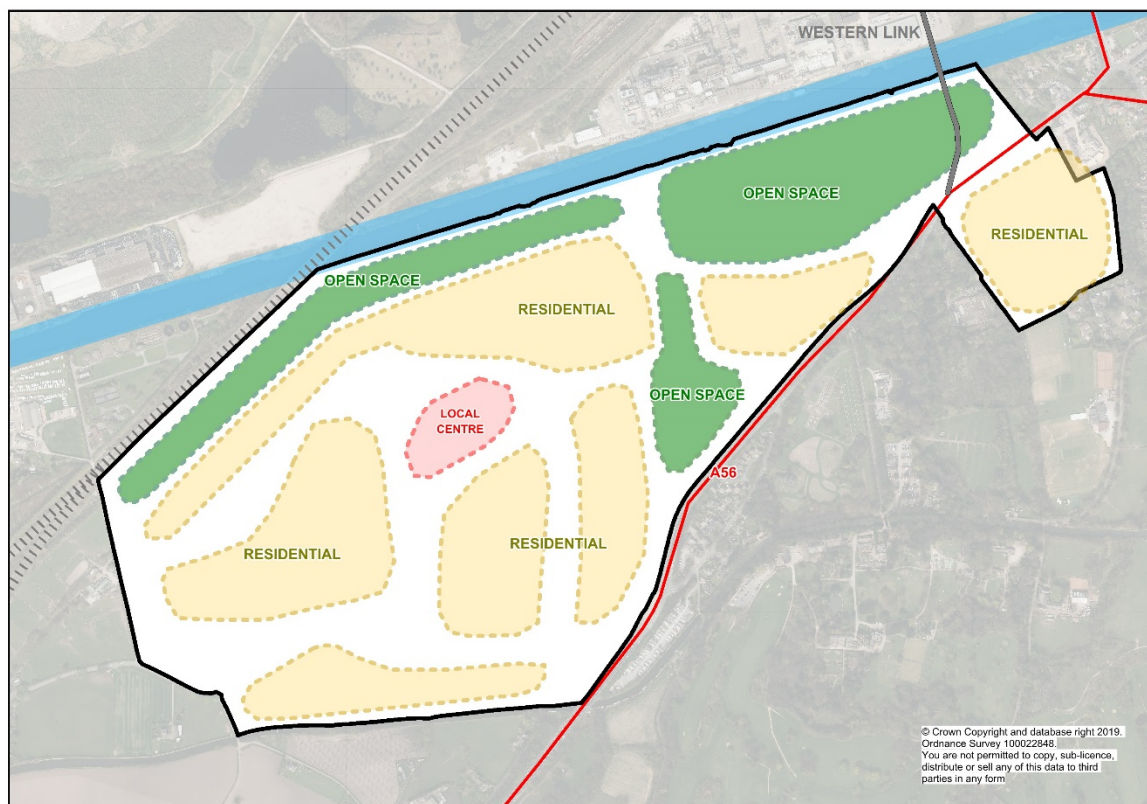 WESTERN LINK
OPEN SPACE
RESIDENTIAL
OPEN SPACE
RESIDENTIAL
OPEN SPACE
LOCAL
CENTRE
A56
RESIDENTIAL
RESIDENTIAL
© Crown Copyright and database right 2019.
Ordnance Survey 100022848.
You are not permitted to copy, sub-licence,
distribute or sell any of this data to third
parties in any form